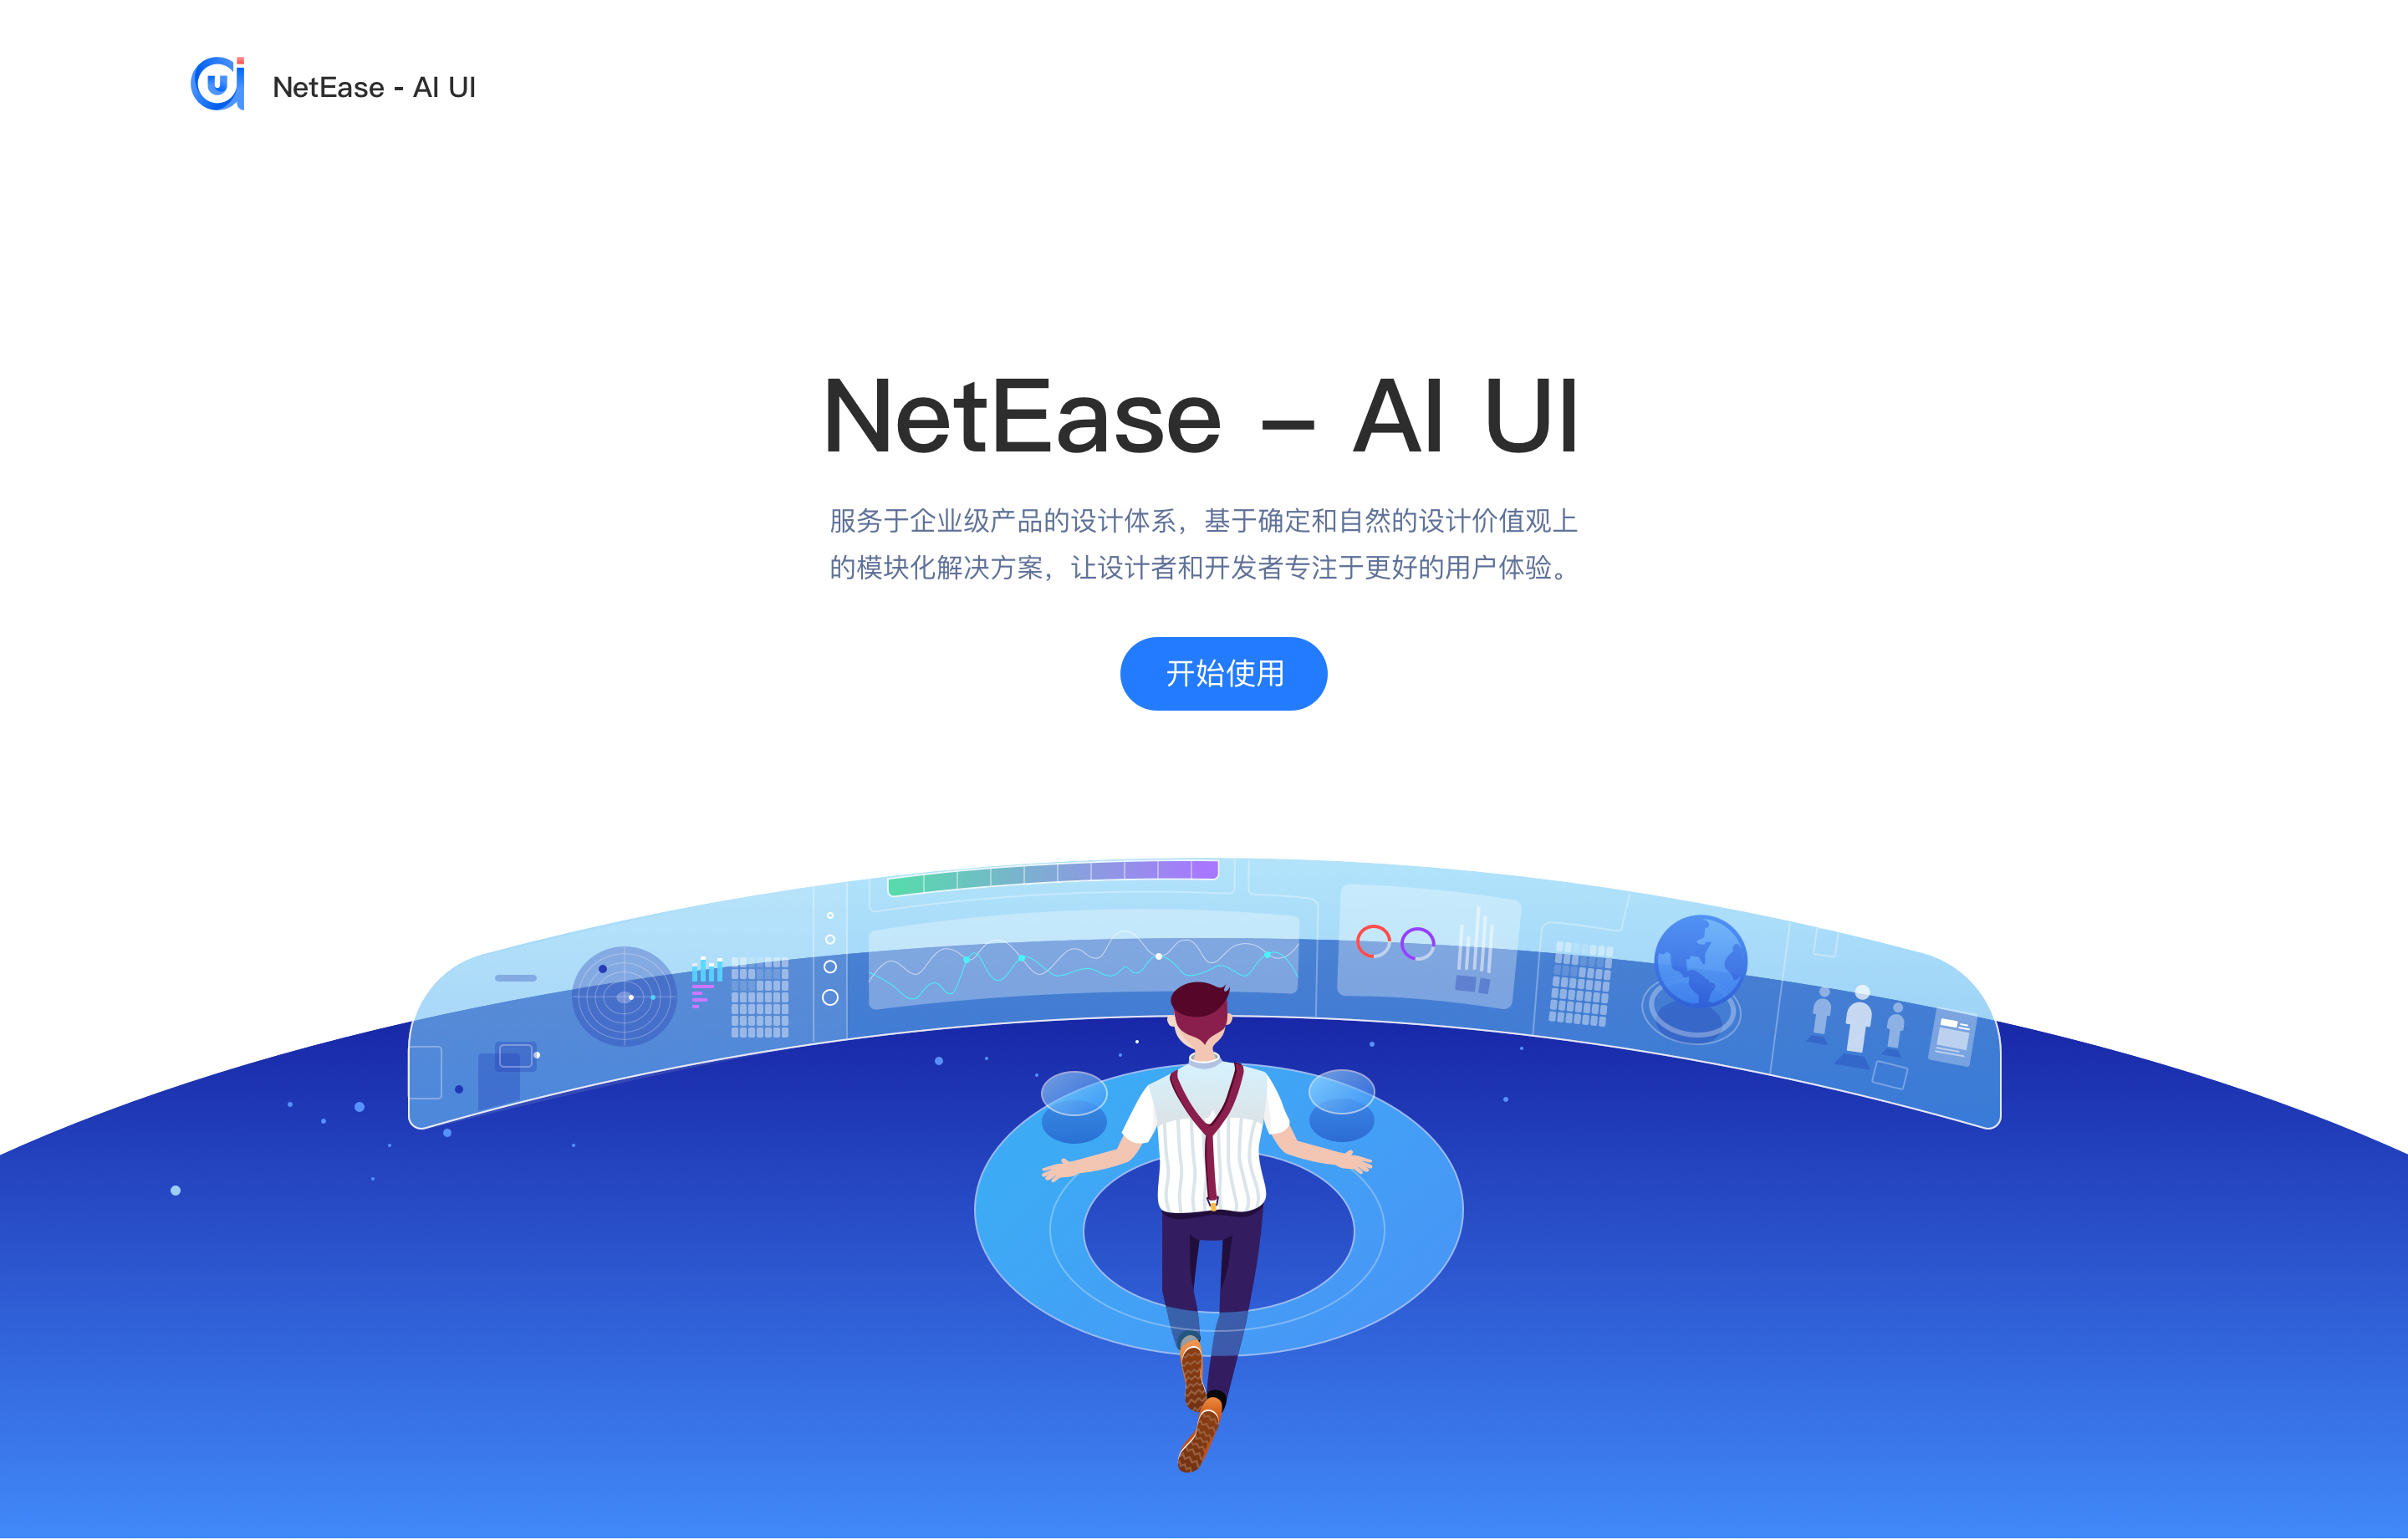 NetEase - AI UI
NetEase – AI UI
服务于企业级产品的设计体系，基于确定和自然的设计价值观上
的模块化解决方案，让设计者和开发者专注于更好的用户体验。
开始使用